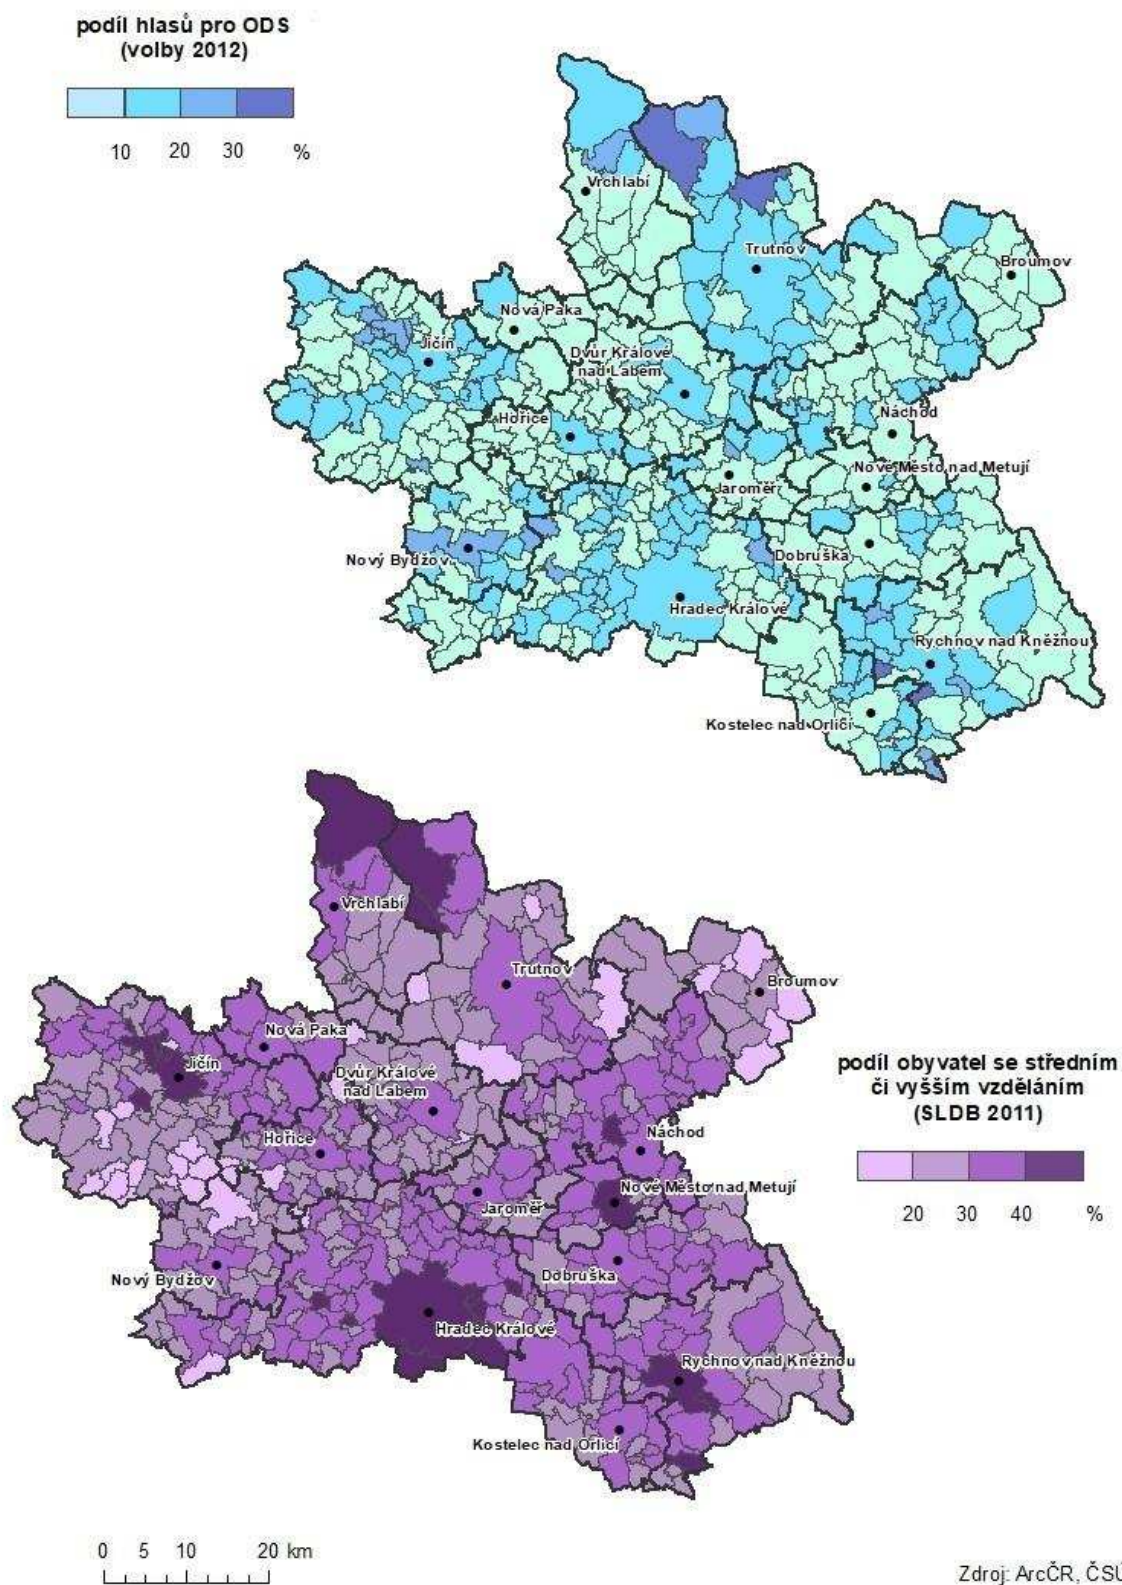 podíl hlasů pro ODS
(volby 2012)
10 20 30 %
Vrchlabí
Trutnov
Broumov
Nová Paka
Jičín
Dvůr Králové
nad Labem
Hořice
Náchod
Nové Město nad Metují
Jaroměř
Dobruška
Nový Bydžov
Hradec Králové
Rychnov nad Kněžnou
Kostelec nad Orlicí
Vrchlabí
Trutnov
Broumov
Nová Paka
Jičín
Dvůr Králové
nad Labem
podíl obyvatel se středním
či vyšším vzděláním
(SLDB 2011)
20 30 40 %
Hořice
Náchod
Nové Město nad Metují
Jaroměř
Dobruška
Nový Bydžov
Hradec Králové
Rychnov nad Kněžnou
Kostelec nad Orlicí
0 5 10 20 km
Zdroj: ArcČR, ČSÚ